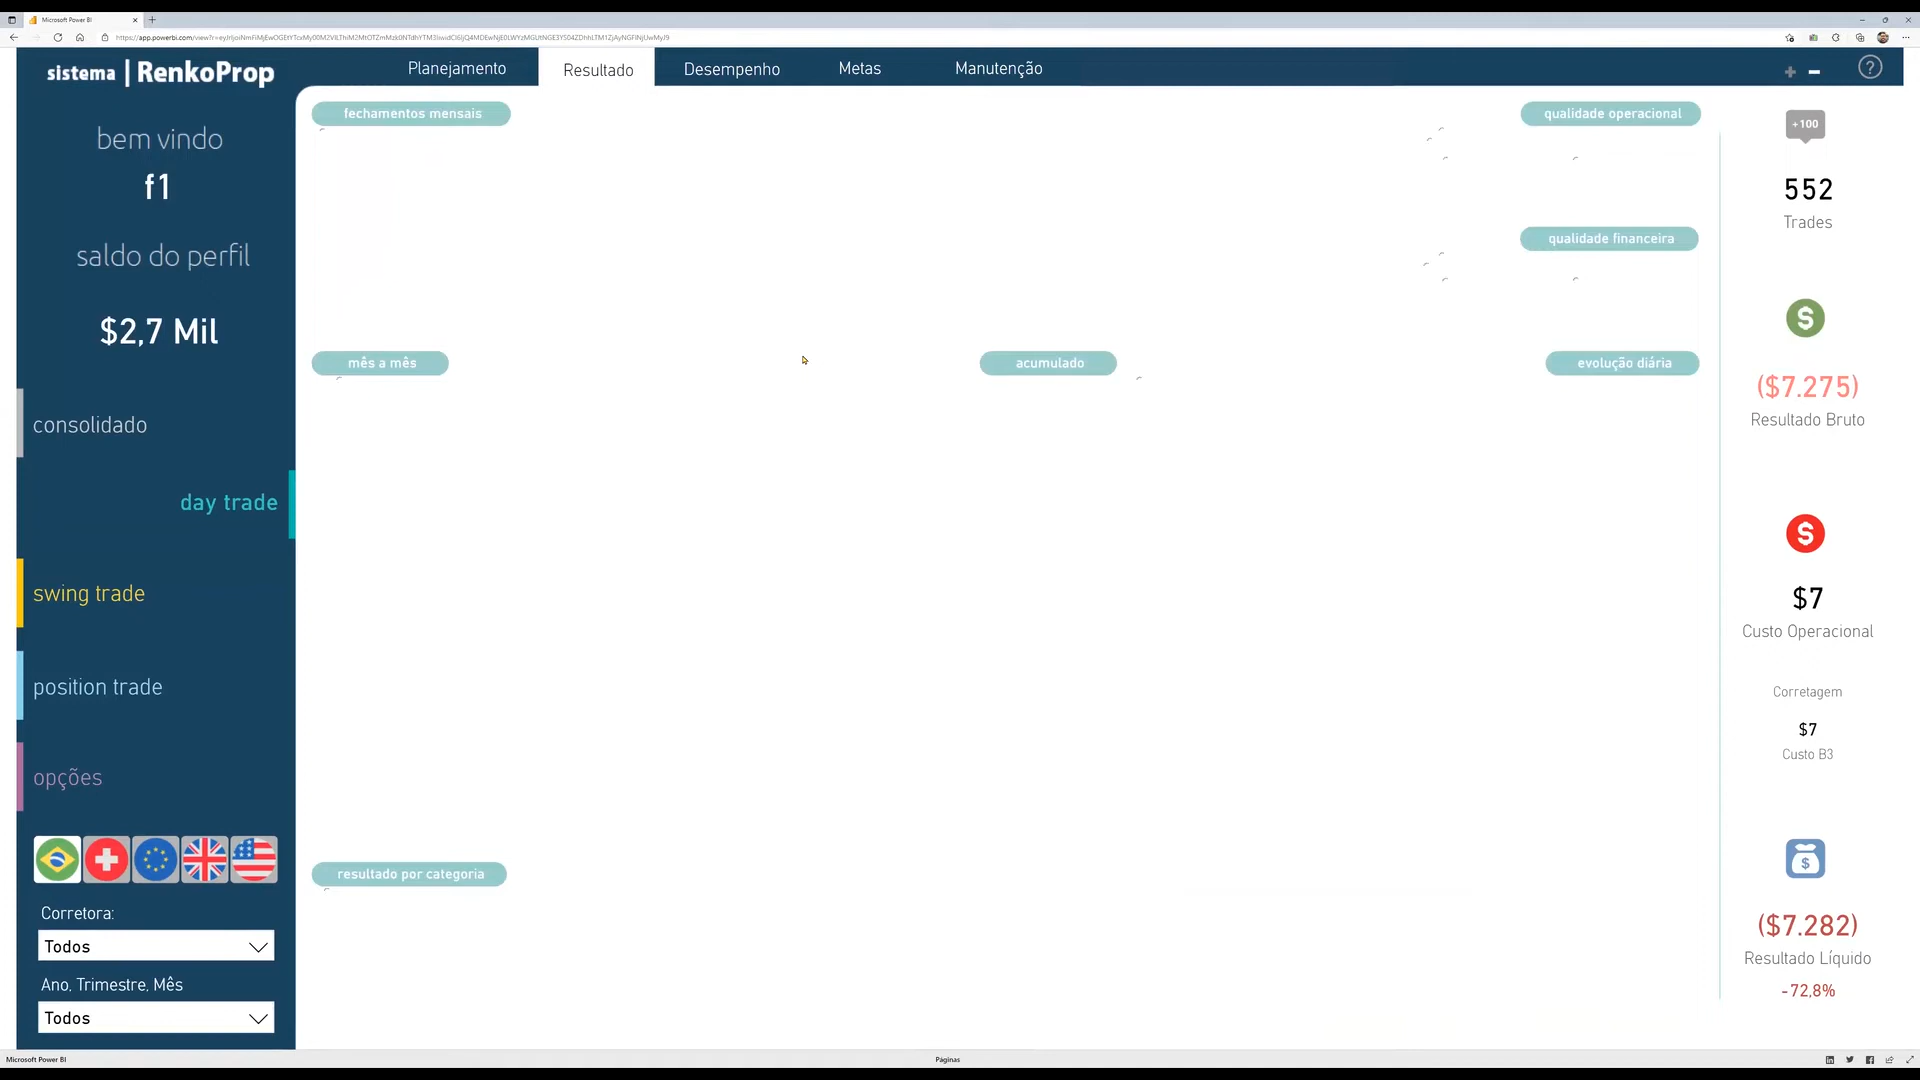 Microsoft Power BI
sistema | RenkoProp
Planejamento
Resultado
Desempenho
Metas
Manutenção
bem vindo
f1
saldo do perfil
$2,7 Mil
consolidado
day trade
swing trade
position trade
opções
Corretora:
Todos
Ano, Trimestre, Mês
Todos
fechamentos mensais
qualidade operacional
qualidade financeira
mês a mês
acumulado
evolução diária
resultado por categoria
+100
552
Trades
($7.275)
Resultado Bruto
$7
Custo Operacional
Corretagem
$7
Custo B3
($7.282)
Resultado Líquido
-72,8%
Microsoft Power BI
Páginas